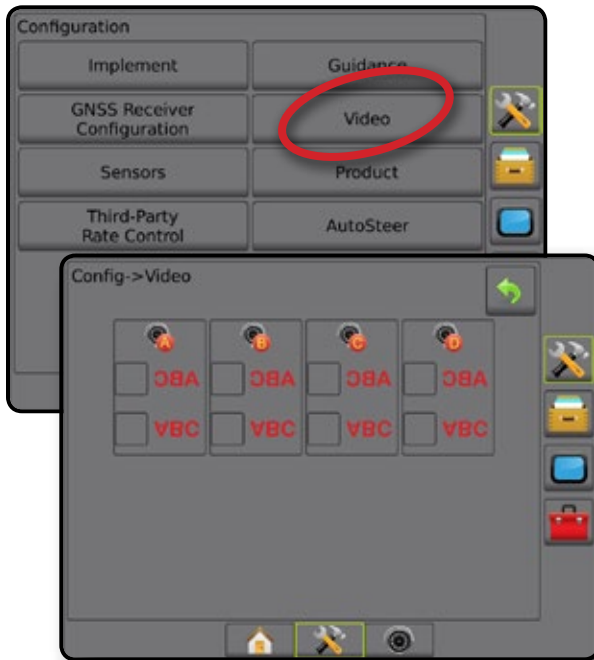 Configuration
Implement
Guidance
GNSS Receiver
Configuration
Video
Sensors
Product
Third-Party
Rate Control
AutoSteer
Config->Video
A B C D
ABC ABC ABC ABC
ABC ABC ABC ABC